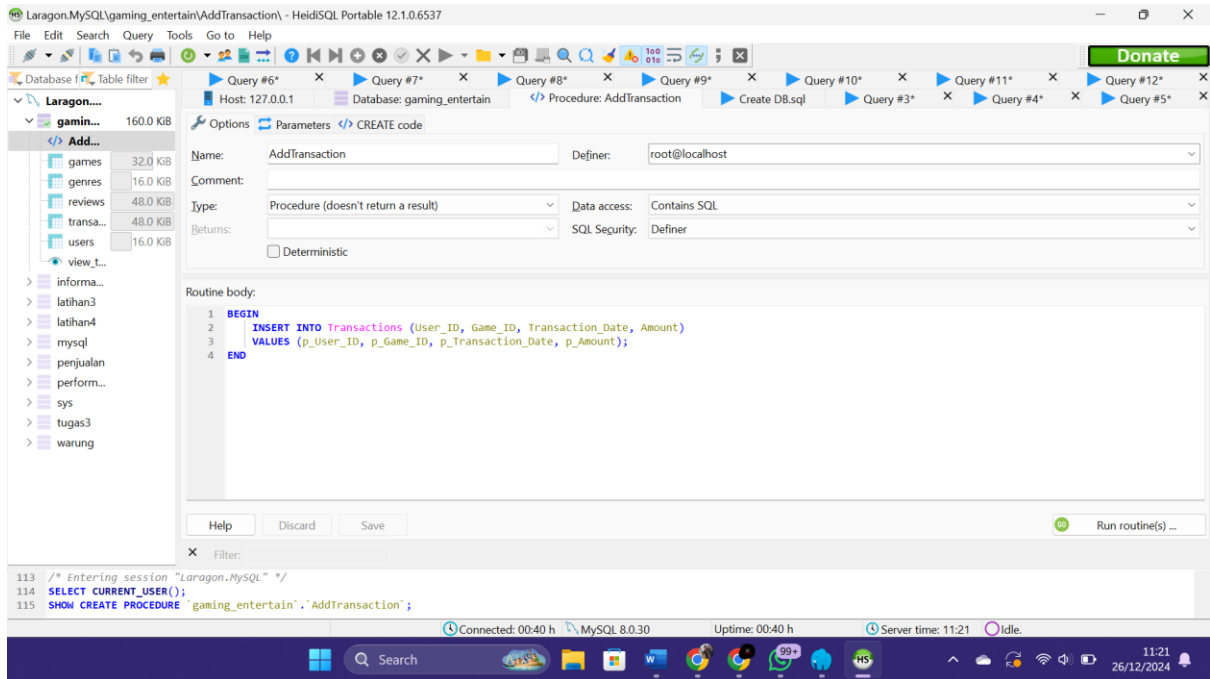 Laragon.MySQL\gaming_entertain\AddTransaction\ - HeidiSQL Portable 12.1.0.6537
File Edit Search Query Tools Go to Help
Donate
Database f Table filter
Query #6* Query #7* Query #8* Query #9* Query #10* Query #11* Query #12*
Host: 127.0.0.1 Database: gaming_entertain Procedure: AddTransaction Create DB.sql Query #3* Query #4* Query #5*
Laragon....
gamin... 160.0 KiB
Add...
games 32.0 KiB
genres 16.0 KiB
reviews 48.0 KiB
transa... 48.0 KiB
users 16.0 KiB
view_t...
informa...
latihan3
latihan4
mysql
penjualan
perform...
sys
tugas3
warung
Options Parameters CREATE code
Name: AddTransaction Definer: root@localhost
Comment:
Type: Procedure (doesn't return a result) Data access: Contains SQL
Returns: SQL Security: Definer
Deterministic
Routine body:
1 BEGIN
2 INSERT INTO Transactions (User_ID, Game_ID, Transaction_Date, Amount)
3 VALUES (p_User_ID, p_Game_ID, p_Transaction_Date, p_Amount);
4 END
Help Discard Save Run routine(s) ...
Filter:
113 /* Entering session "Laragon.MySQL" */
114 SELECT CURRENT_USER();
115 SHOW CREATE PROCEDURE `gaming_entertain`.`AddTransaction`;
Connected: 00:40 h MySQL 8.0.30 Uptime: 00:40 h Server time: 11:21 Idle.
Search 99+ HS 11:21
26/12/2024